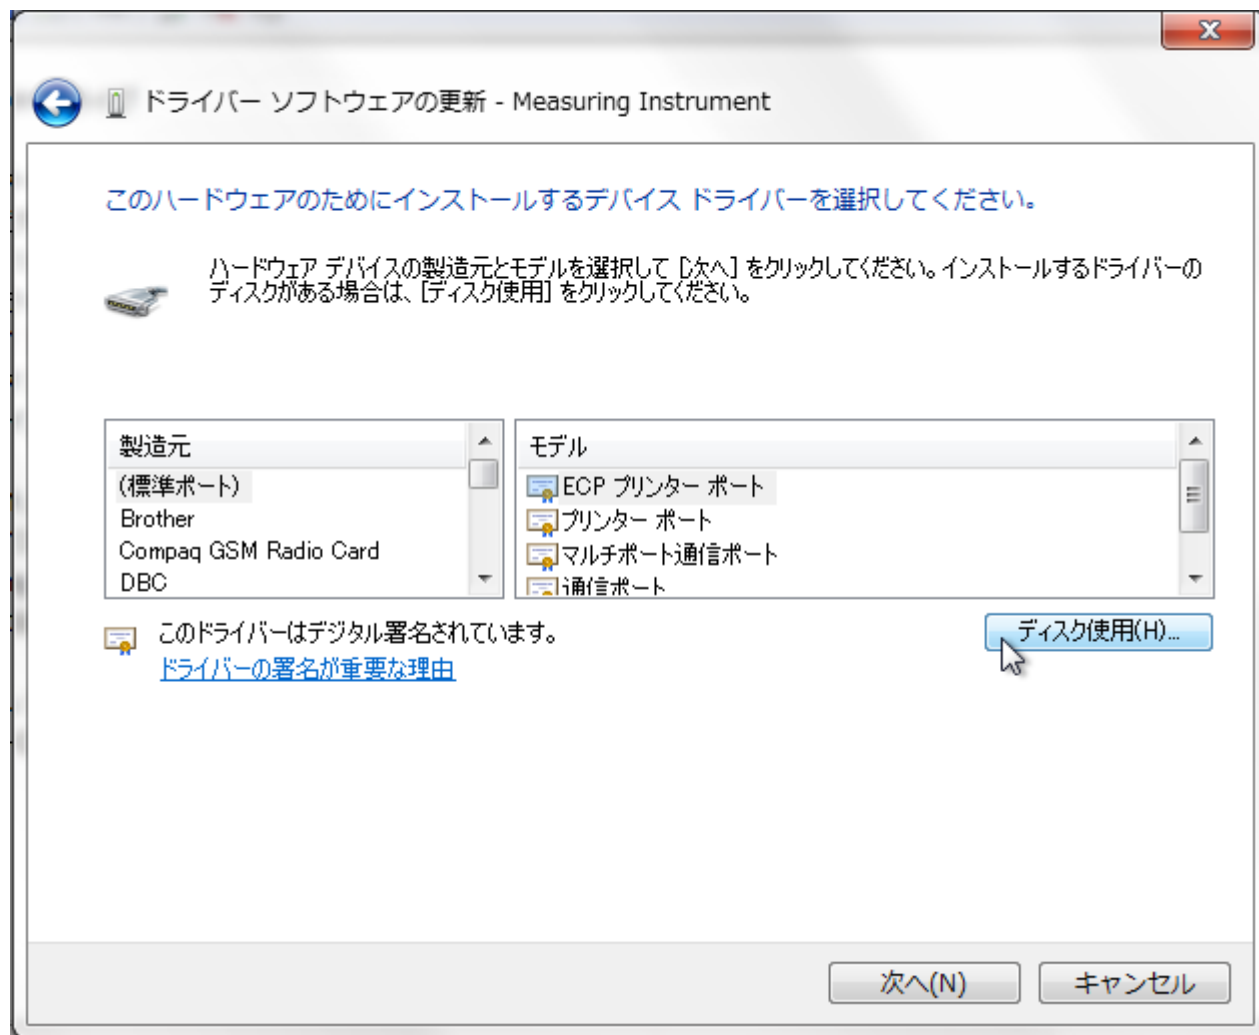 ドライバー ソフトウェアの更新 - Measuring Instrument
このハードウェアのためにインストールするデバイス ドライバーを選択してください。
ハードウェア デバイスの製造元とモデルを選択して [次へ] をクリックしてください。インストールするドライバーの
ディスクがある場合は、[ディスク使用] をクリックしてください。
製造元
(標準ポート)
Brother
Compaq GSM Radio Card
DBC
モデル
ECP プリンター ポート
プリンター ポート
マルチポート通信ポート
通信ポート
このドライバーはデジタル署名されています。
ドライバーの署名が重要な理由
ディスク使用(H)...
次へ(N)
キャンセル